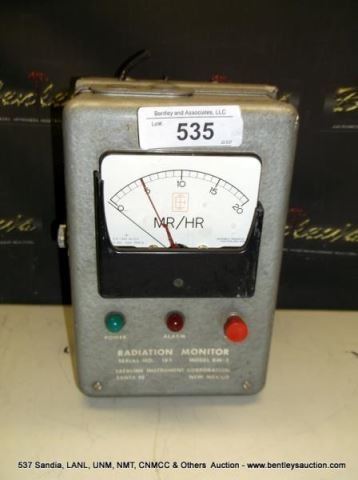 Bentley and Associates, LLC
Lot#:
535
0 5 10 15 20
MR/HR
POWER ALARM
RADIATION MONITOR
SERIAL NO. MODEL RM-
INSTRUMENT CORPORATION
SANTA FE NEW MEXICO
537 Sandia, LANL, UNM, NMT, CNMCC & Others Auction - www.bentleysauction.com